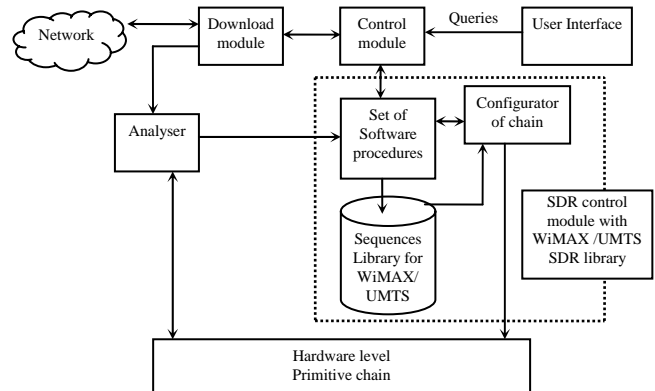 Network
Download
module
Control
module
Queries
User Interface
Analyser
Set of
Software
procedures
Configurator
of chain
Sequences
Library for
WiMAX/
UMTS
SDR control
module with
WiMAX /UMTS
SDR library
Hardware level
Primitive chain